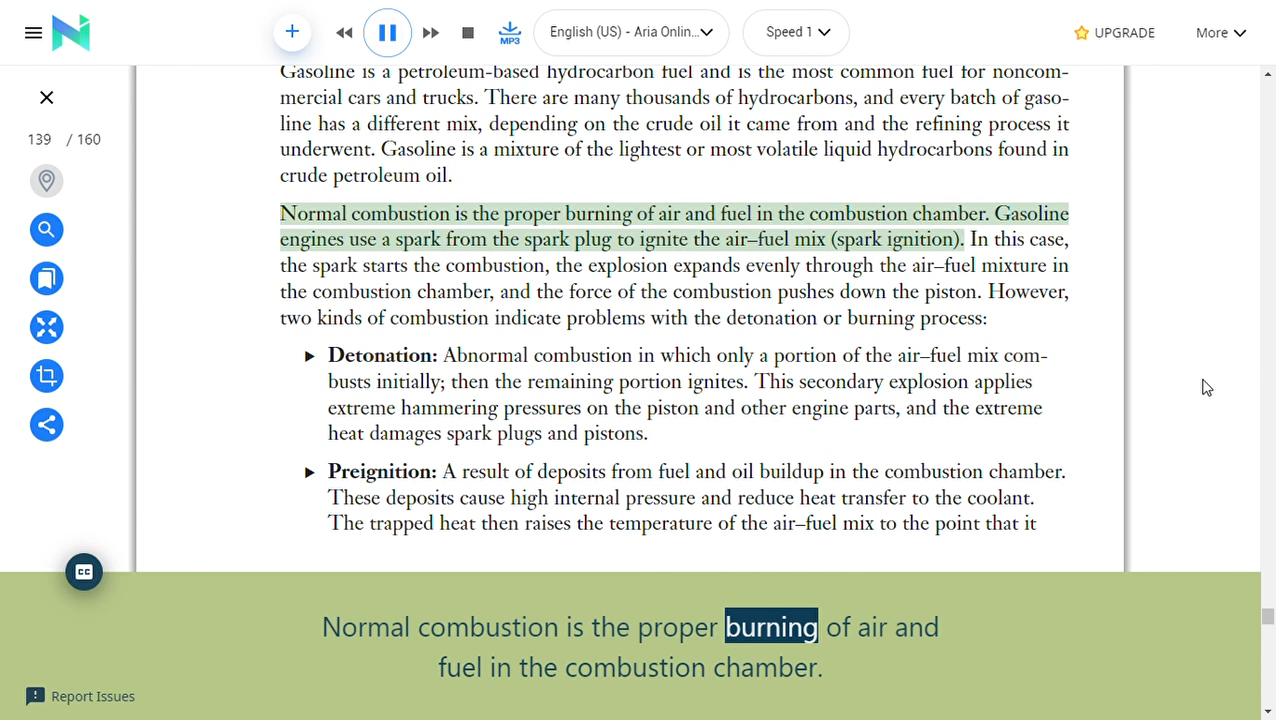 MP3
English (US) - Aria Onlin...
Speed 1
UPGRADE
More
139 / 160
Gasoline is a petroleum-based hydrocarbon fuel and is the most common fuel for noncom-
mercial cars and trucks. There are many thousands of hydrocarbons, and every batch of gaso-
line has a different mix, depending on the crude oil it came from and the refining process it
underwent. Gasoline is a mixture of the lightest or most volatile liquid hydrocarbons found in
crude petroleum oil.
Normal combustion is the proper burning of air and fuel in the combustion chamber. Gasoline
engines use a spark from the spark plug to ignite the air–fuel mix (spark ignition). In this case,
the spark starts the combustion, the explosion expands evenly through the air–fuel mixture in
the combustion chamber, and the force of the combustion pushes down the piston. However,
two kinds of combustion indicate problems with the detonation or burning process:
Detonation: Abnormal combustion in which only a portion of the air–fuel mix com-
busts initially; then the remaining portion ignites. This secondary explosion applies
extreme hammering pressures on the piston and other engine parts, and the extreme
heat damages spark plugs and pistons.
Preignition: A result of deposits from fuel and oil buildup in the combustion chamber.
These deposits cause high internal pressure and reduce heat transfer to the coolant.
The trapped heat then raises the temperature of the air–fuel mix to the point that it
CC
Normal combustion is the proper burning of air and
fuel in the combustion chamber.
Report Issues